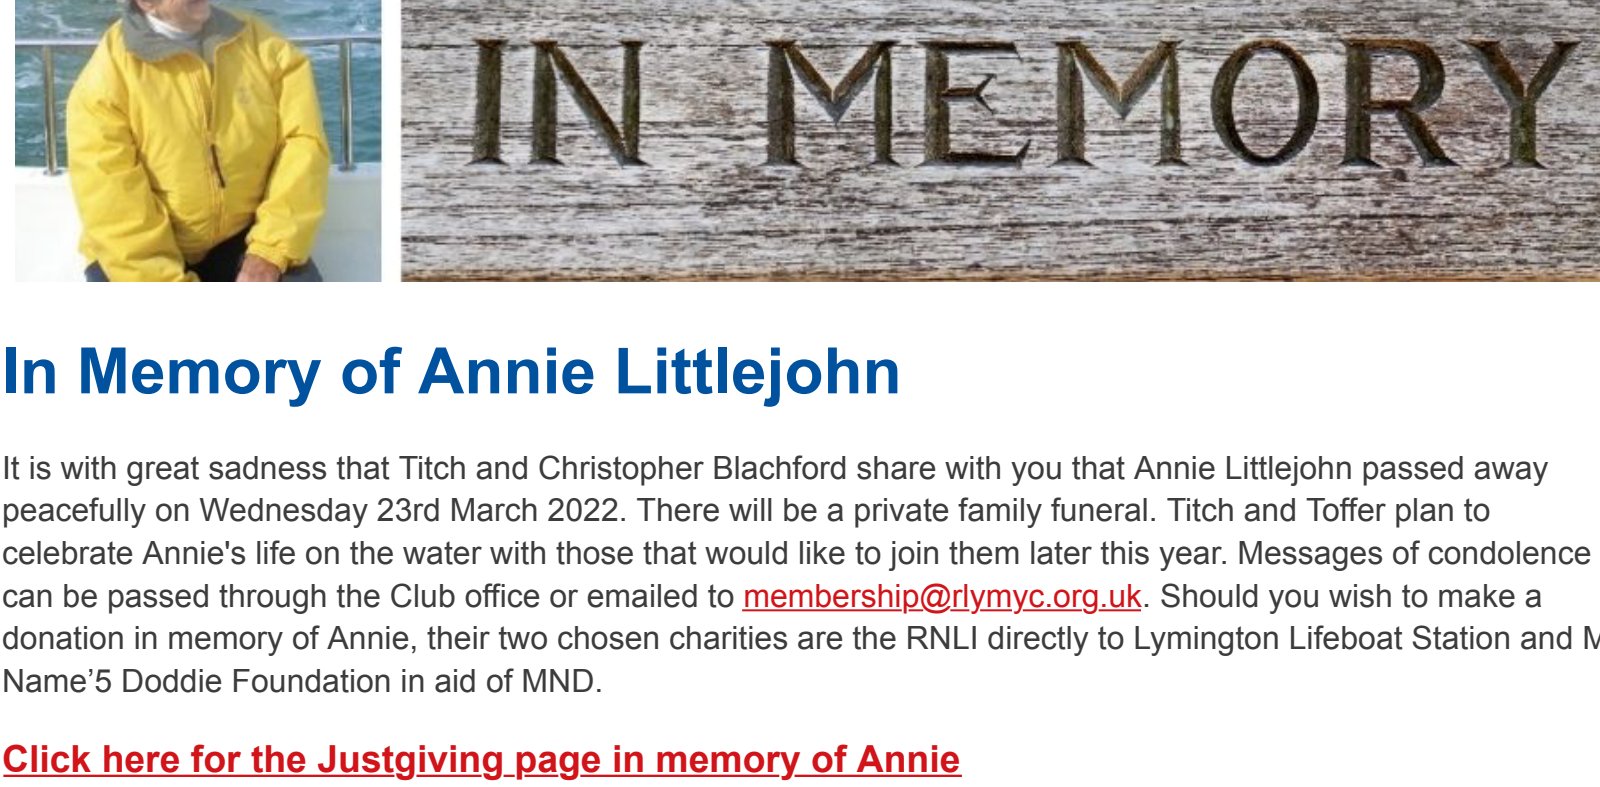 IN MEMORY
In Memory of Annie Littlejohn
It is with great sadness that Titch and Christopher Blachford share with you that Annie Littlejohn passed away
peacefully on Wednesday 23rd March 2022. There will be a private family funeral. Titch and Toffer plan to
celebrate Annie's life on the water with those that would like to join them later this year. Messages of condolence
can be passed through the Club office or emailed to membership@rlymyc.org.uk. Should you wish to make a
donation in memory of Annie, their two chosen charities are the RNLI directly to Lymington Lifeboat Station and
Name’5 Doddie Foundation in aid of MND.
Click here for the Justgiving page in memory of Annie